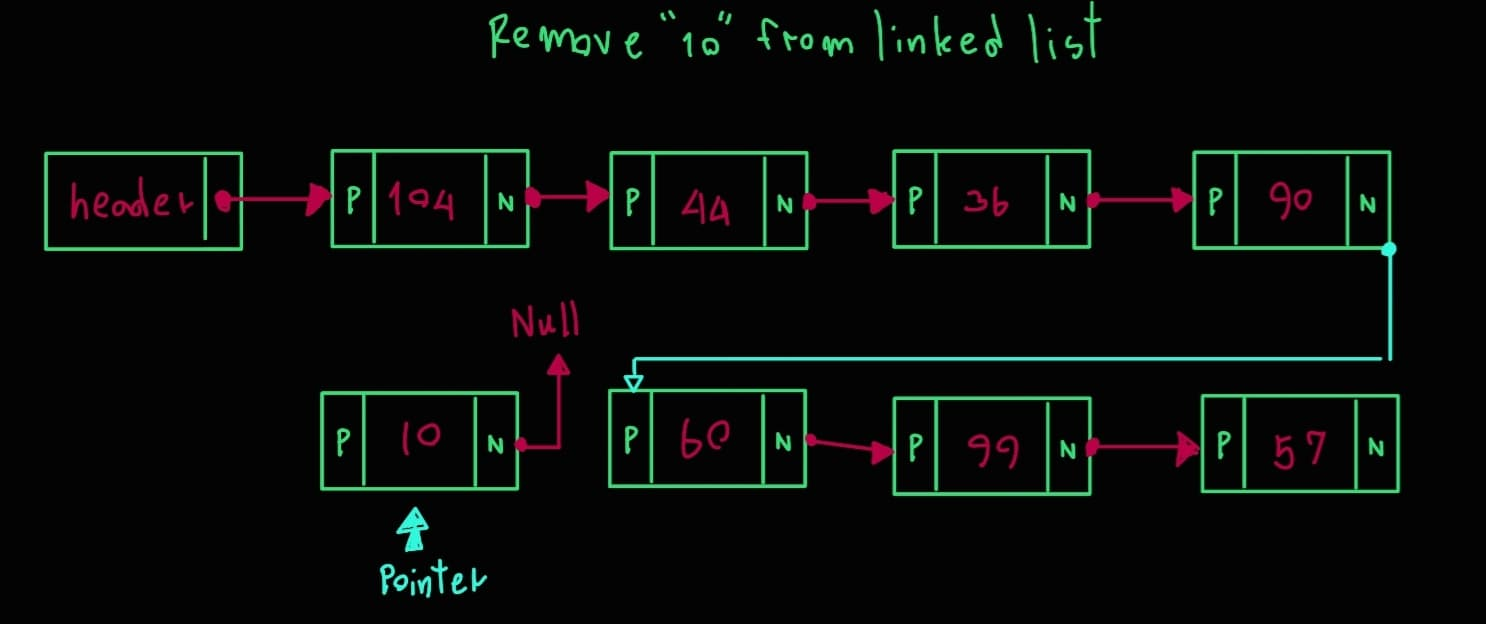 Remove "10" from linked list
header P 104 N P 44 N P 36 N P 90 N
Null
P 10 N P 60 N P 99 N P 57 N
Pointer